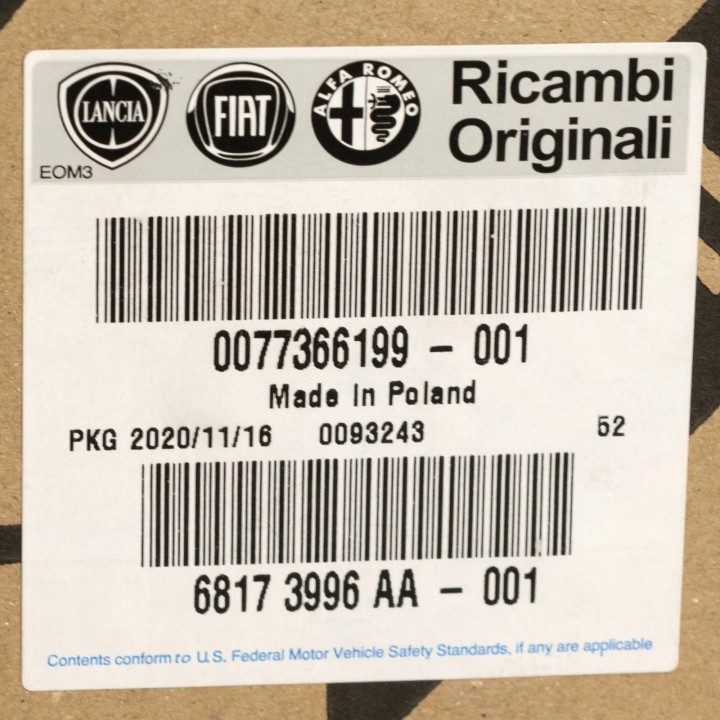 LANCIA FIAT ALFA ROMEO Ricambi
Originali
EOM3
0077366199 - 001
Made In Poland
PKG 2020/11/16 0093243 52
6817 3996 AA - 001
Contents conform to U.S. Federal Motor Vehicle Safety Standards, if any are applicable